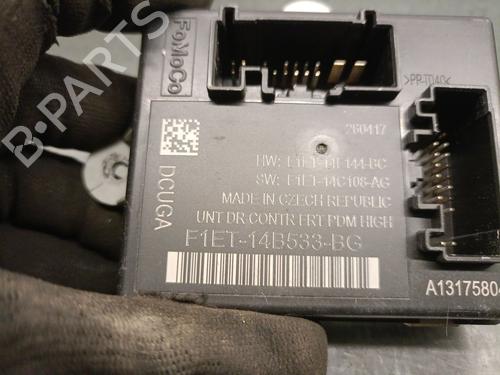 FoMoCo
>PP-TD40<
260417
HW: F1ET-14F144-BC
SW: F1ET-14C108-AG
MADE IN CZECH REPUBLIC
UNT DR CONTR FRT PDM HIGH
DCUGA
F1ET-14B533-BG
A13175804
B-PARTS